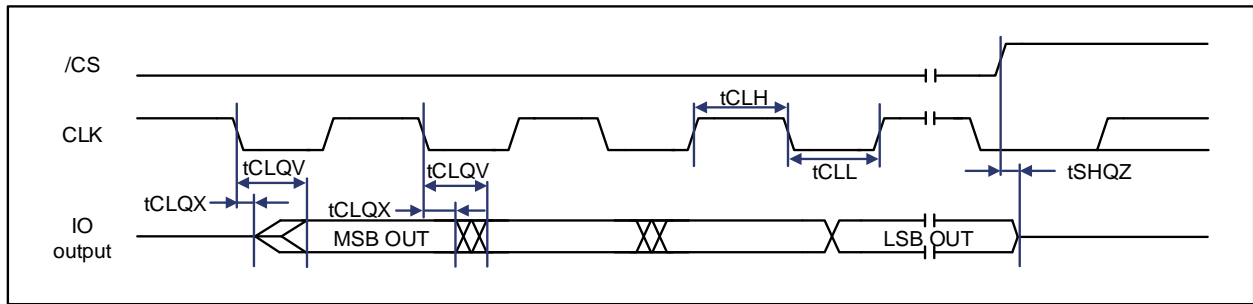 /CS
tCLH
CLK
tCLL
tCLQV
tCLQV
tSHQZ
tCLQX
tCLQX
IO
output
MSB OUT
LSB OUT